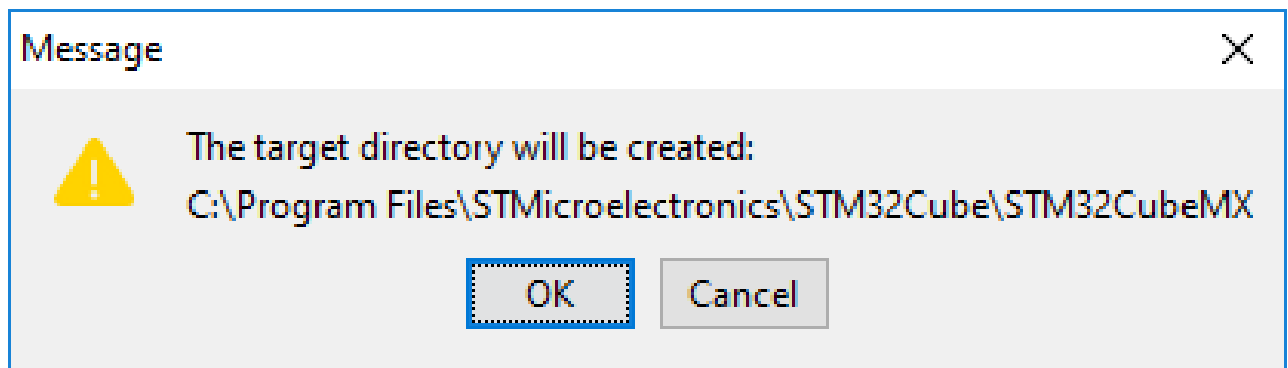 Message
The target directory will be created:
C:\Program Files\STMicroelectronics\STM32Cube\STM32CubeMX
OK
Cancel